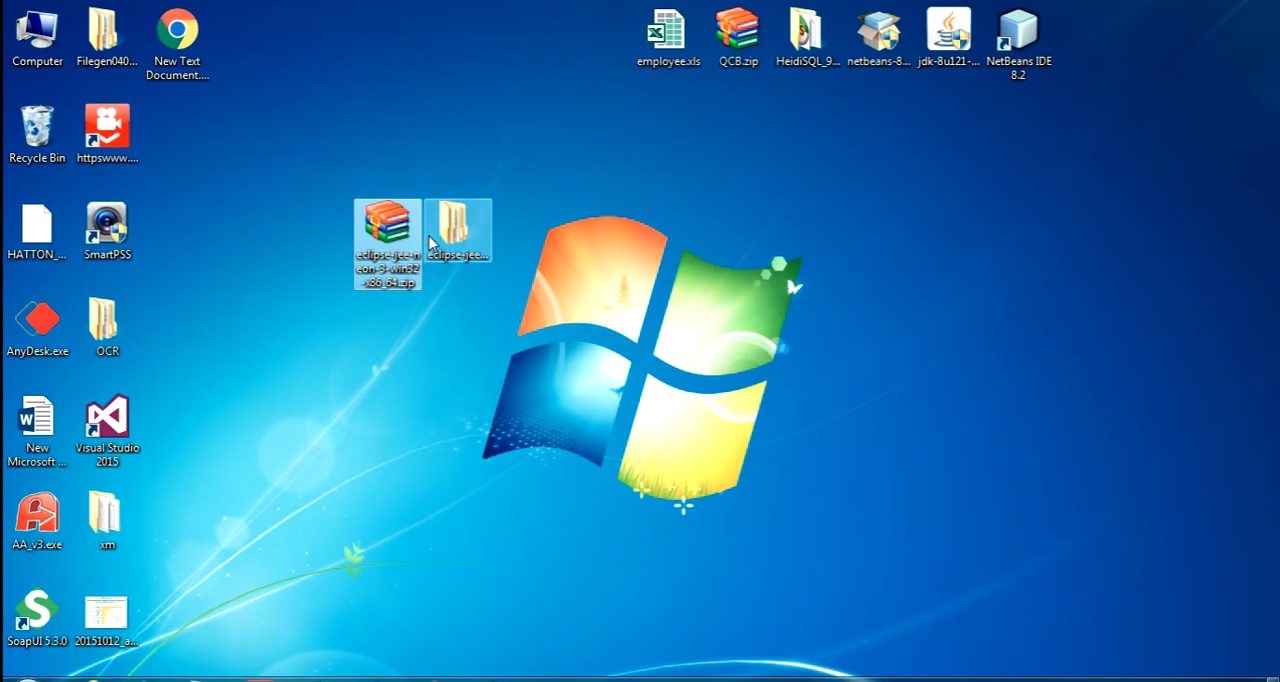 Computer
Filegen040...
New Text
Document....
employee.xls
QCB.zip
HeidiSQL_9...
netbeans-8...
jdk-8u121-...
NetBeans IDE
8.2
Recycle Bin
httpswww....
HATTON_...
SmartPSS
eclipse-jee-n
eon-3-win32
-x86_64.zip
eclipse-jee...
AnyDesk.exe
OCR
New
Microsoft ...
Visual Studio
2015
AA_v3.exe
xm
SoapUI 5.3.0
20151012_a...